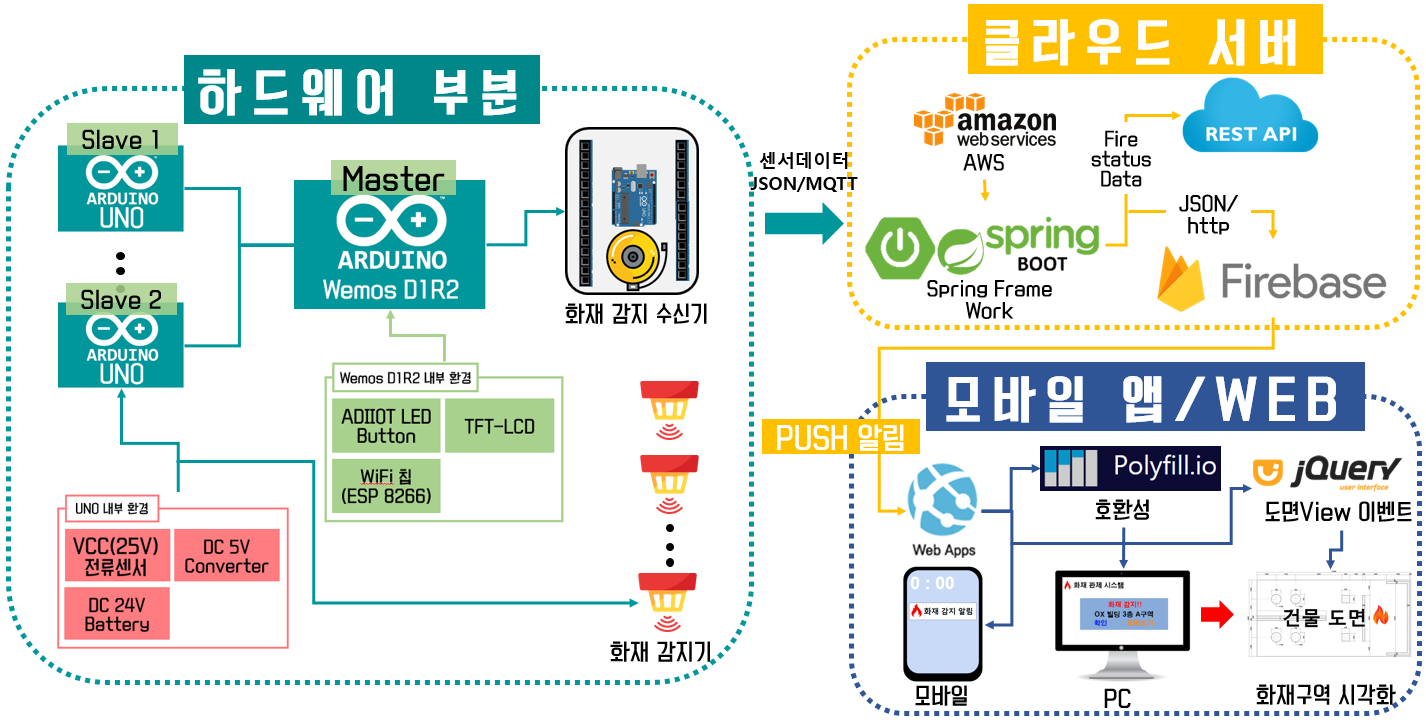 하드웨어 부분
Slave 1
ARDUINO
UNO
Slave 2
ARDUINO
UNO
Master
ARDUINO
Wemos D1R2
화재 감지 수신기
Wemos D1R2 내부 환경
ADIIOT LED
Button
TFT-LCD
WiFi 칩
(ESP 8266)
UNO 내부 환경
VCC(25V)
전류센서
DC 5V
Converter
DC 24V
Battery
화재 감지기
센서데이터
JSON/MQTT
클라우드 서버
amazon
web services
AWS
Fire
status
Data
REST API
spring
BOOT
Spring Frame
Work
JSON/
http
Firebase
PUSH 알림
모바일 앱/WEB
Web Apps
Polyfill.io
호환성
jQuery
user interface
도면View 이벤트
0:00
화재 감지 알림
모바일
화재 관제 시스템
화재 감지!!
OX 빌딩 3층 A구역
확인
PC
건물 도면
화재구역 시각화